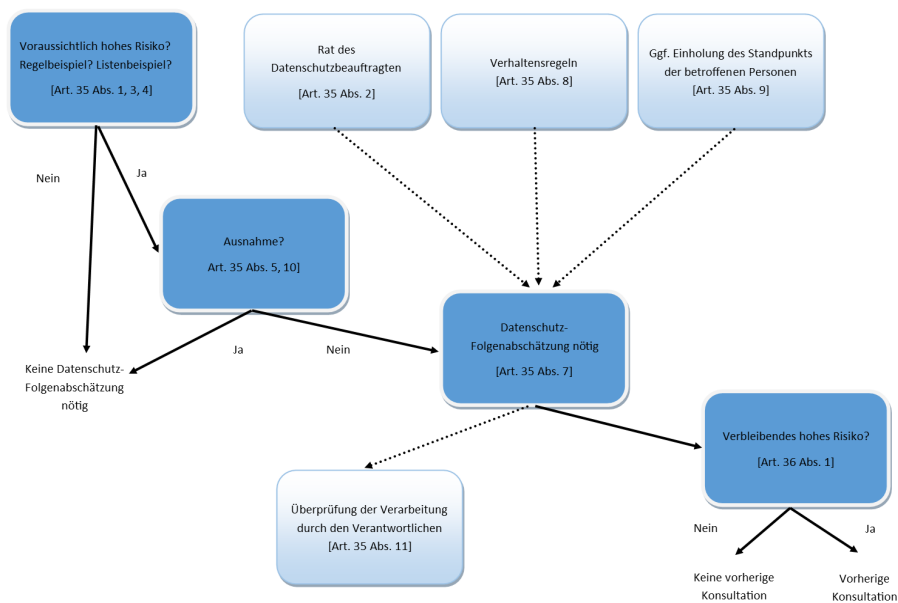 Voraussichtlich hohes Risiko?
Regelbeispiel? Listenbeispiel?
[Art. 35 Abs. 1, 3, 4]
Rat des
Datenschutzbeauftragten
[Art. 35 Abs. 2]
Verhaltensregeln
[Art. 35 Abs. 8]
Ggf. Einholung des Standpunkts
der betroffenen Personen
[Art. 35 Abs. 9]
Nein
Ja
Ausnahme?
Art. 35 Abs. 5, 10]
Ja
Nein
Keine Datenschutz-
Folgenabschätzung
nötig
Datenschutz-
Folgenabschätzung nötig
[Art. 35 Abs. 7]
Verbleibendes hohes Risiko?
[Art. 36 Abs. 1]
Überprüfung der Verarbeitung
durch den Verantwortlichen
[Art. 35 Abs. 11]
Nein
Ja
Keine vorherige
Konsultation
Vorherige
Konsultation